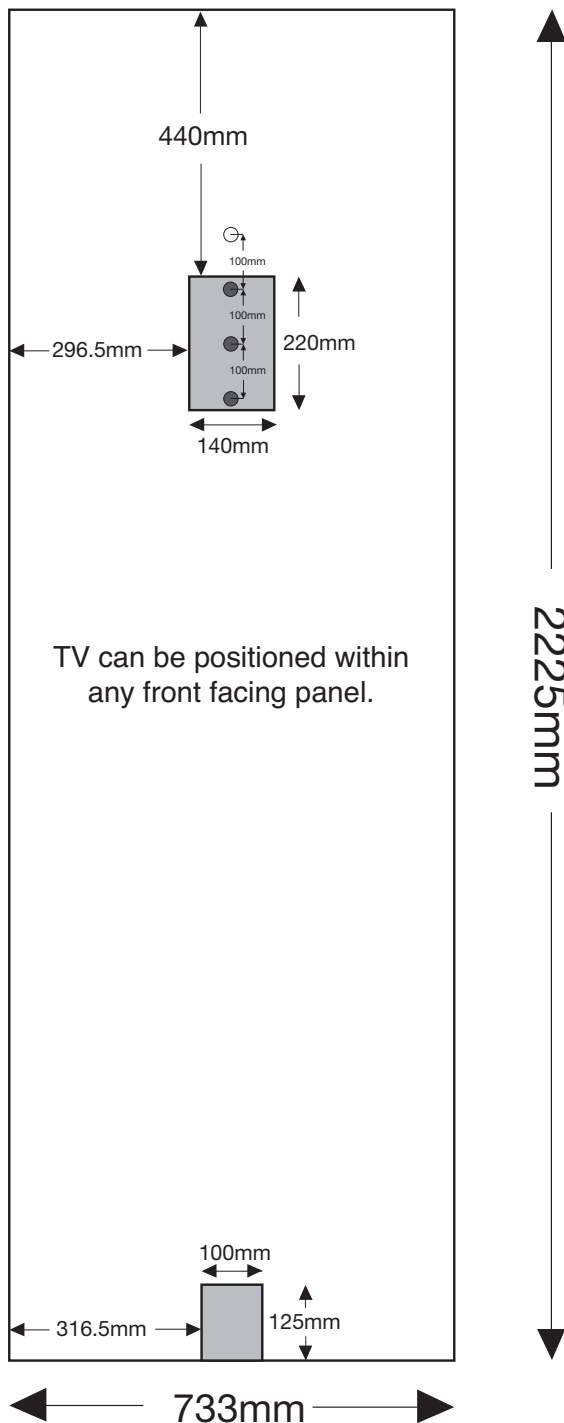 440mm
100mm
100mm
296.5mm
220mm
100mm
140mm
TV can be positioned within
any front facing panel.
2225mm
100mm
316.5mm
125mm
733mm